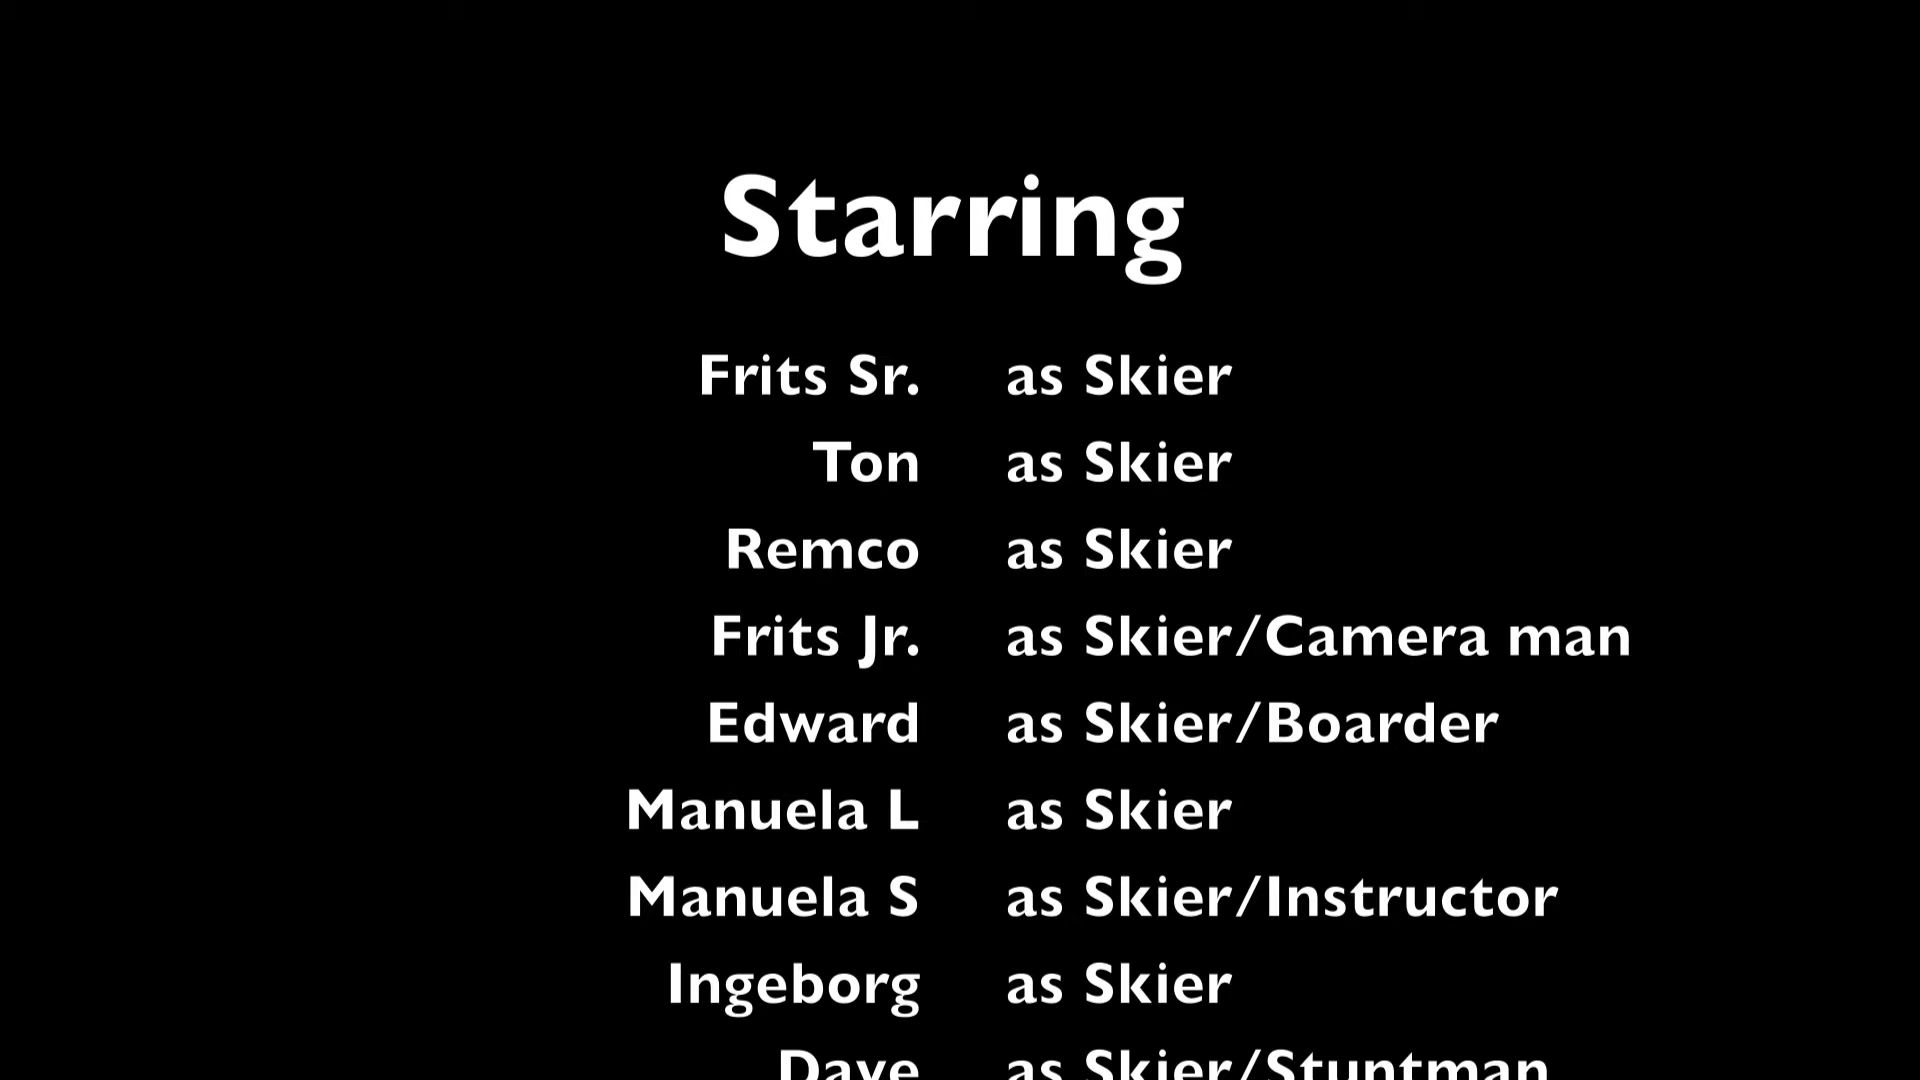 Starring
Frits Sr. as Skier
Ton as Skier
Remco as Skier
Frits Jr. as Skier/Camera man
Edward as Skier/Boarder
Manuela L as Skier
Manuela S as Skier/Instructor
Ingeborg as Skier
Dave as Skier/Stuntman